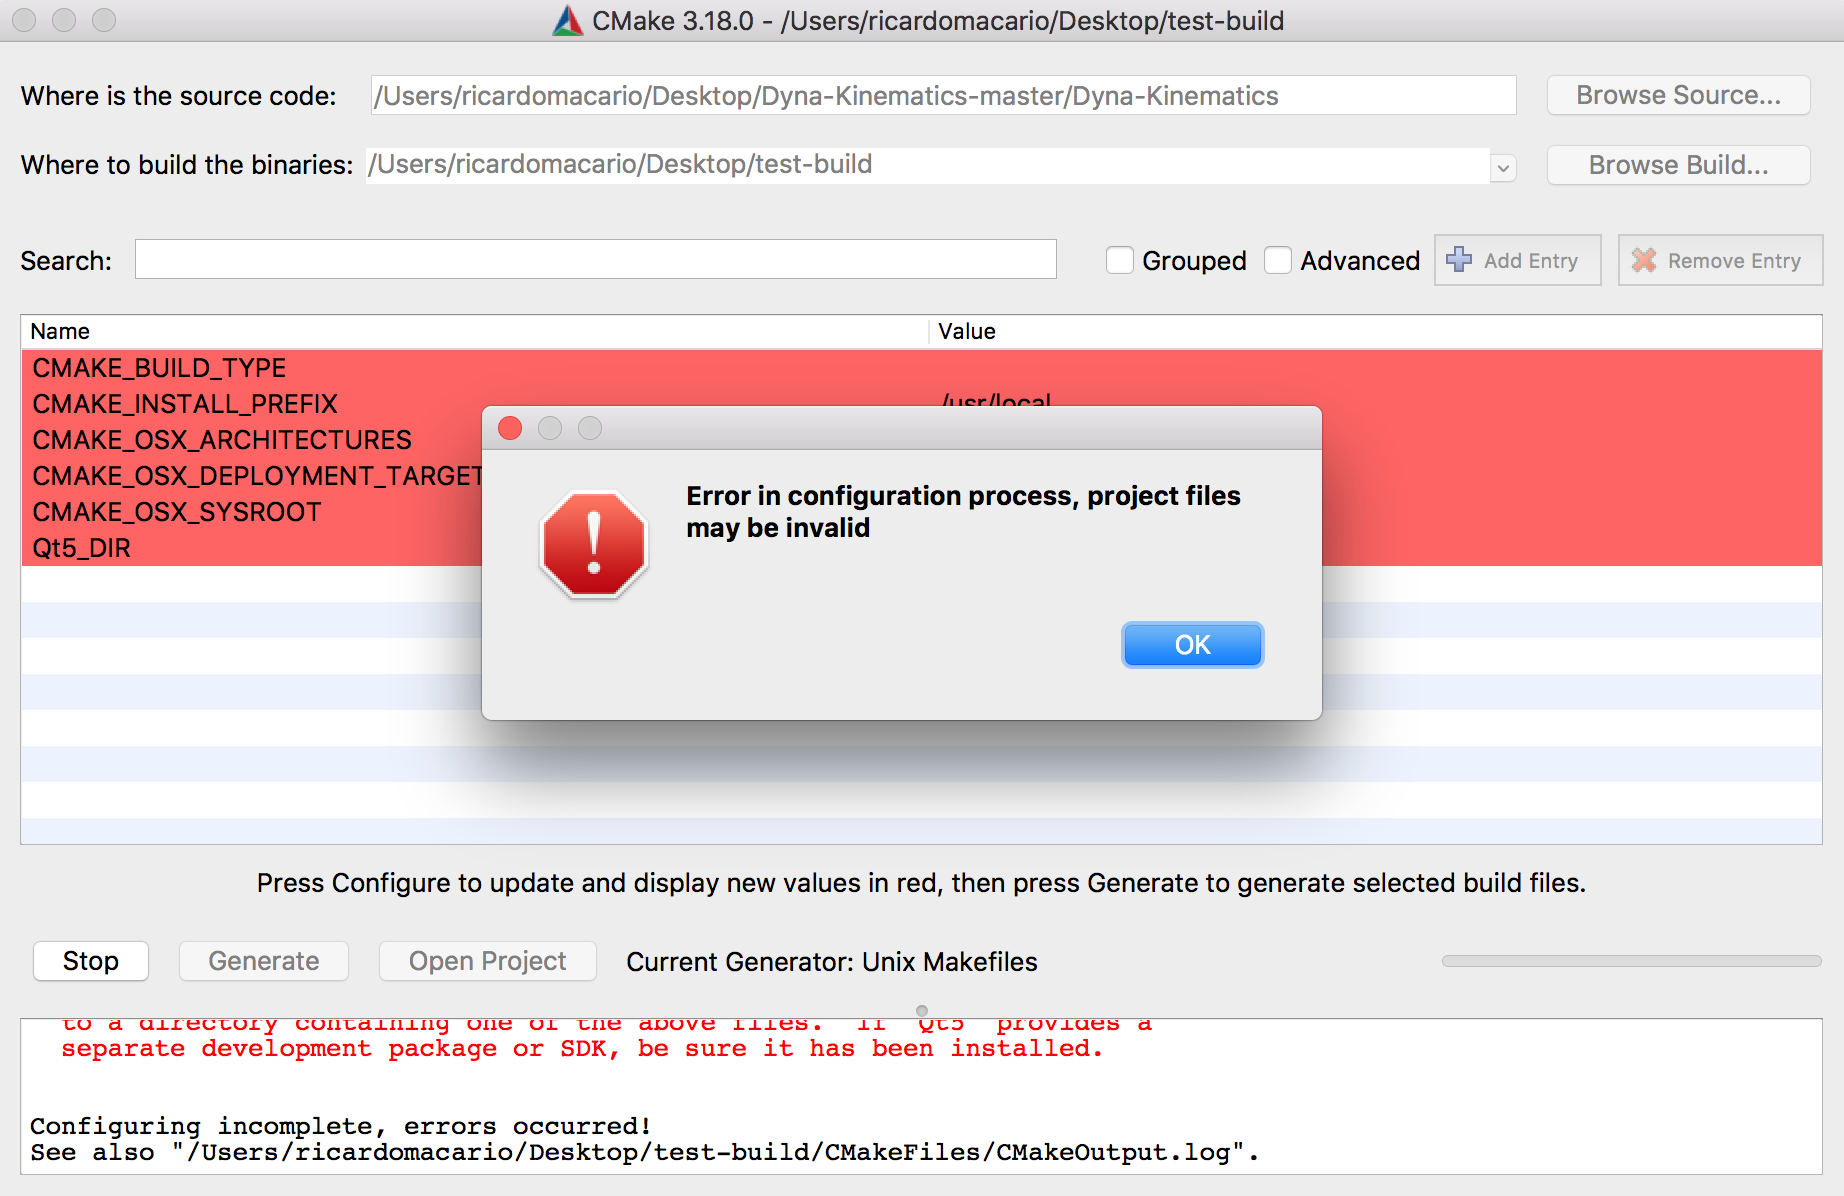 CMake 3.18.0 - /Users/ricardomacario/Desktop/test-build
Where is the source code: /Users/ricardomacario/Desktop/Dyna-Kinematics-master/Dyna-Kinematics Browse Source...
Where to build the binaries: /Users/ricardomacario/Desktop/test-build Browse Build...
Search: Grouped Advanced Add Entry Remove Entry
Name Value
CMAKE_BUILD_TYPE
CMAKE_INSTALL_PREFIX /usr/local
CMAKE_OSX_ARCHITECTURES
CMAKE_OSX_DEPLOYMENT_TARGET
CMAKE_OSX_SYSROOT
Qt5_DIR
Error in configuration process, project files
may be invalid
OK
Press Configure to update and display new values in red, then press Generate to generate selected build files.
Stop Generate Open Project Current Generator: Unix Makefiles
to a directory containing one of the above files. If "Qt5" provides a
separate development package or SDK, be sure it has been installed.
Configuring incomplete, errors occurred!
See also "/Users/ricardomacario/Desktop/test-build/CMakeFiles/CMakeOutput.log".